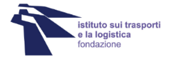 istituto sui trasporti
e la logistica
fondazione